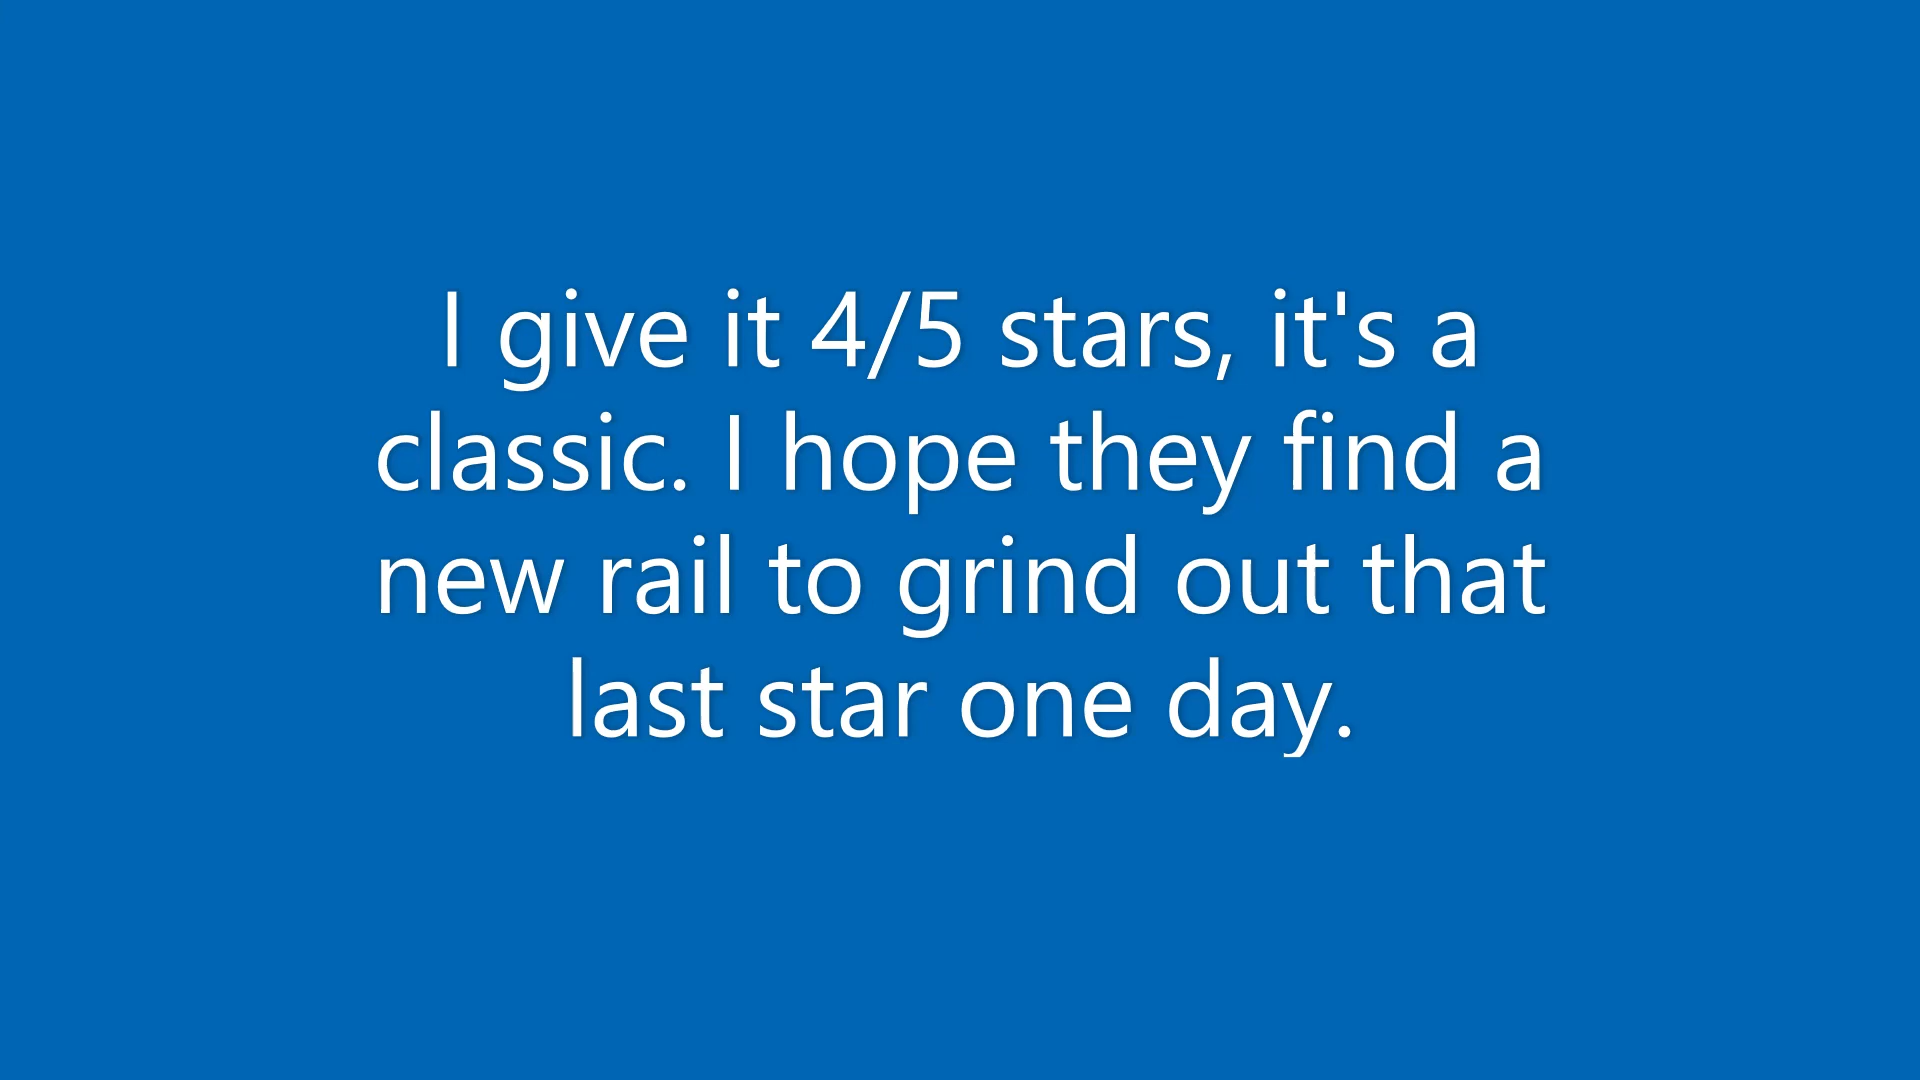 I give it 4/5 stars, it's a
classic. I hope they find a
new rail to grind out that
last star one day.